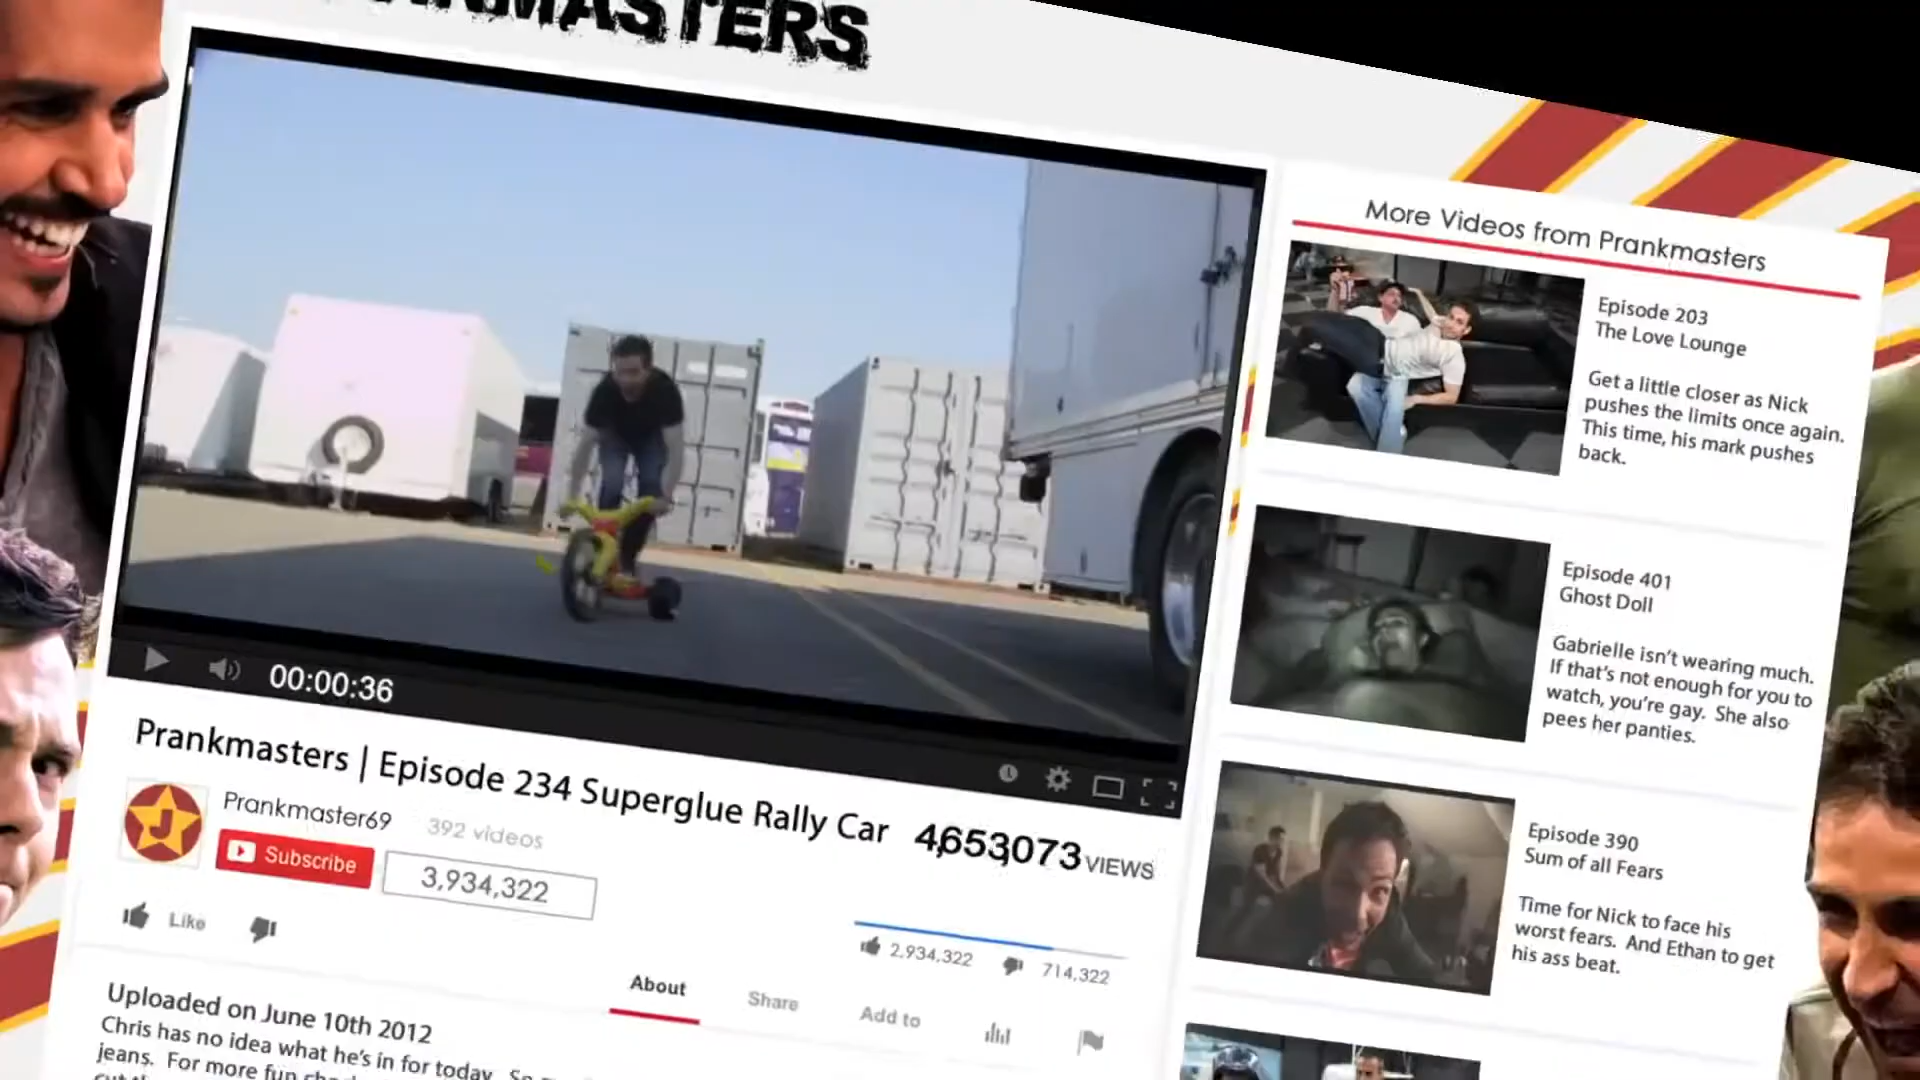 More Videos from Prankmasters
Episode 203
The Love Lounge
Get a little closer as Nick
pushes the limits once again.
This time, his mark pushes
back.
Episode 401
Ghost Doll
Gabrielle isn't wearing much.
If that's not enough for you to
watch, you're gay. She also
pees her panties.
Episode 390
Sum of all Fears
Time for Nick to face his
worst fears. And Ethan to get
his ass beat.
00:00:36
Prankmasters | Episode 234 Superglue Rally Car
4,653,073 VIEWS
J
Prankmaster69
392 videos
Subscribe
3,934,322
Like
2,934,322
714,322
About
Share
Add to
Uploaded on June 10th 2012
Chris has no idea what he's in for today.
jeans. For more fun